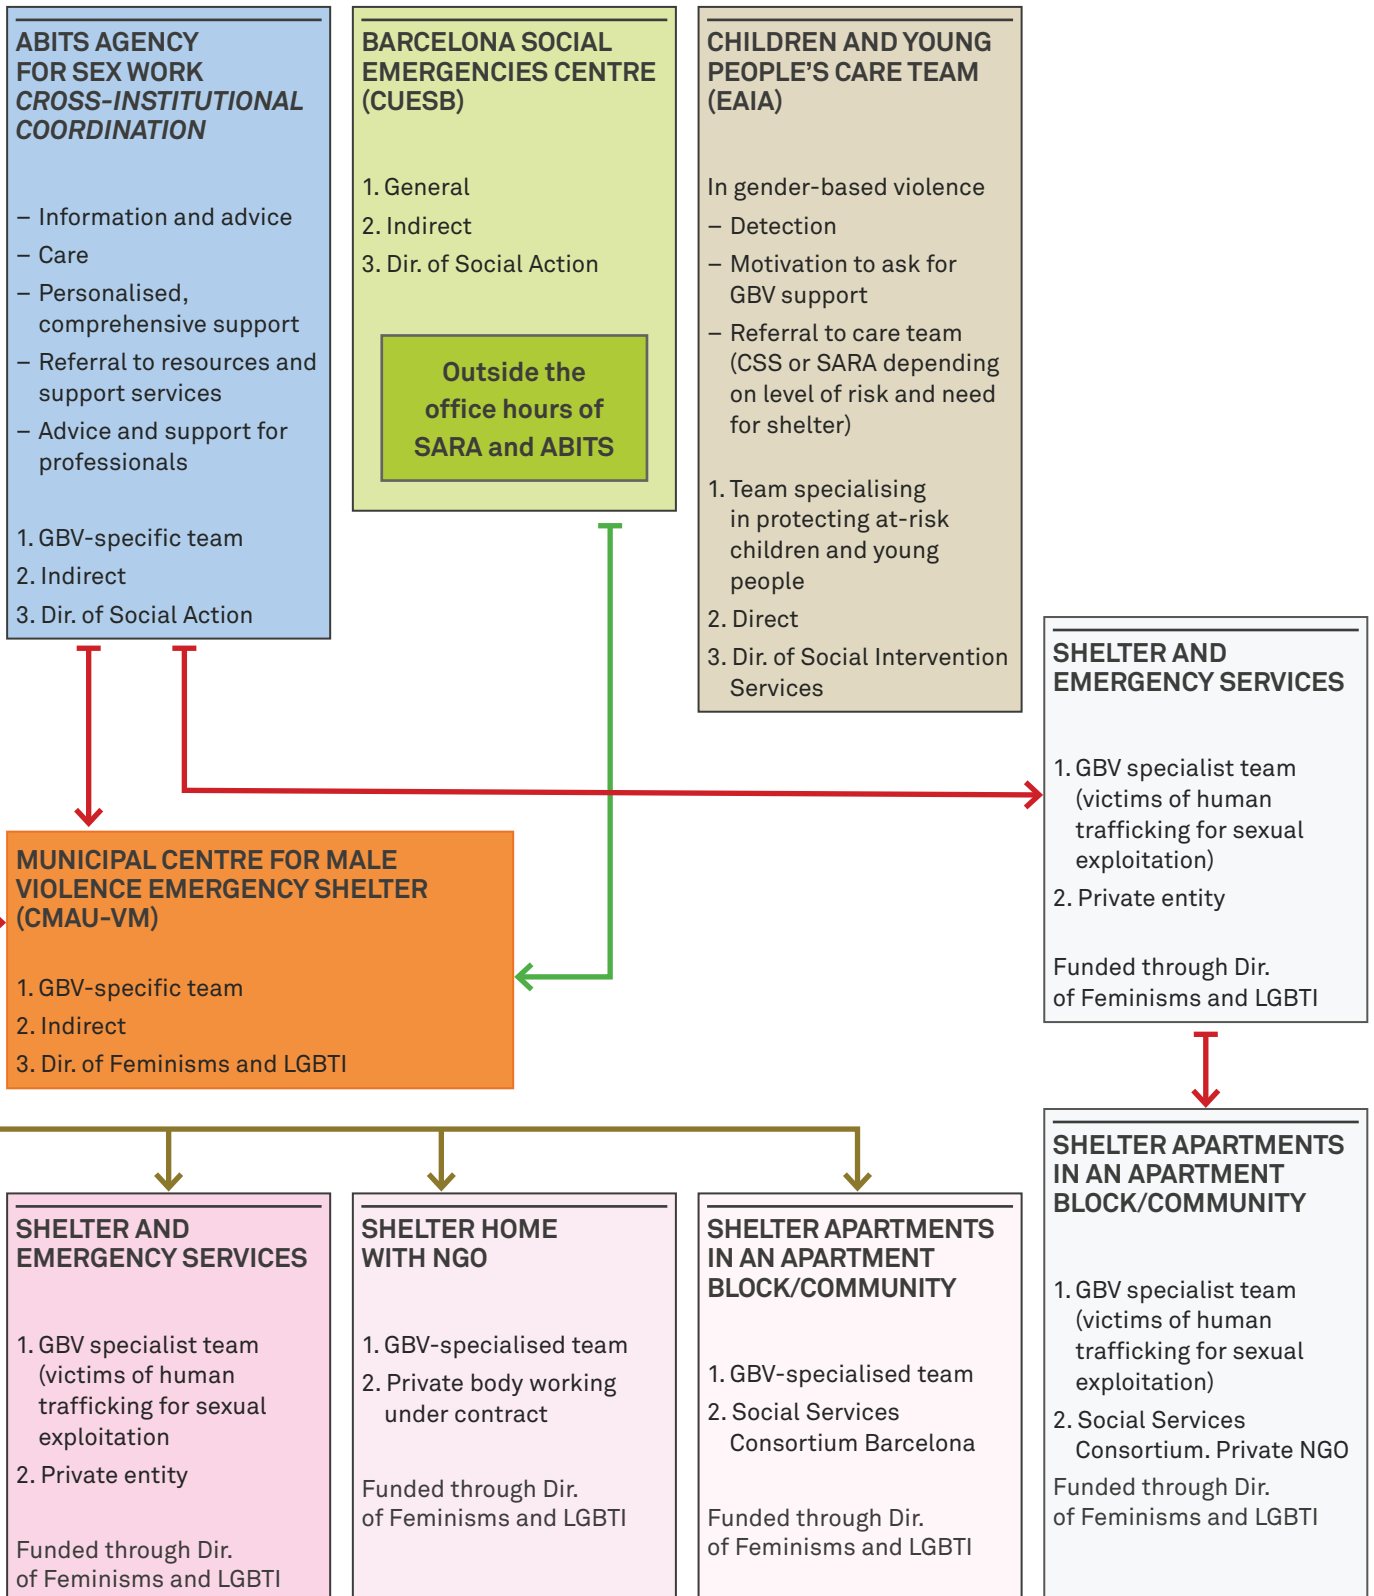 ABITS AGENCY
FOR SEX WORK
CROSS-INSTITUTIONAL
COORDINATION
– Information and advice
– Care
– Personalised,
comprehensive support
– Referral to resources and
support services
– Advice and support for
professionals
1. GBV-specific team
2. Indirect
3. Dir. of Social Action
BARCELONA SOCIAL
EMERGENCIES CENTRE
(CUESB)
1. General
2. Indirect
3. Dir. of Social Action
Outside the
office hours of
SARA and ABITS
CHILDREN AND YOUNG
PEOPLE'S CARE TEAM
(EAIA)
In gender-based violence
– Detection
– Motivation to ask for
GBV support
– Referral to care team
(CSS or SARA depending
on level of risk and need
for shelter)
1. Team specialising
in protecting at-risk
children and young
people
2. Direct
3. Dir. of Social Intervention
Services
SHELTER AND
EMERGENCY SERVICES
1. GBV specialist team
(victims of human
trafficking for sexual
exploitation)
2. Private entity
Funded through Dir.
of Feminisms and LGBTI
MUNICIPAL CENTRE FOR MALE
VIOLENCE EMERGENCY SHELTER
(CMAU-VM)
1. GBV-specific team
2. Indirect
3. Dir. of Feminisms and LGBTI
SHELTER AND
EMERGENCY SERVICES
1. GBV specialist team
(victims of human
trafficking for sexual
exploitation
2. Private entity
Funded through Dir.
of Feminisms and LGBTI
SHELTER HOME
WITH NGO
1. GBV-specialised team
2. Private body working
under contract
Funded through Dir.
of Feminisms and LGBTI
SHELTER APARTMENTS
IN AN APARTMENT
BLOCK/COMMUNITY
1. GBV-specialised team
2. Social Services
Consortium Barcelona
Funded through Dir.
of Feminisms and LGBTI
SHELTER APARTMENTS
IN AN APARTMENT
BLOCK/COMMUNITY
1. GBV specialist team
(victims of human
trafficking for sexual
exploitation)
2. Social Services
Consortium. Private NGO
Funded through Dir.
of Feminisms and LGBTI